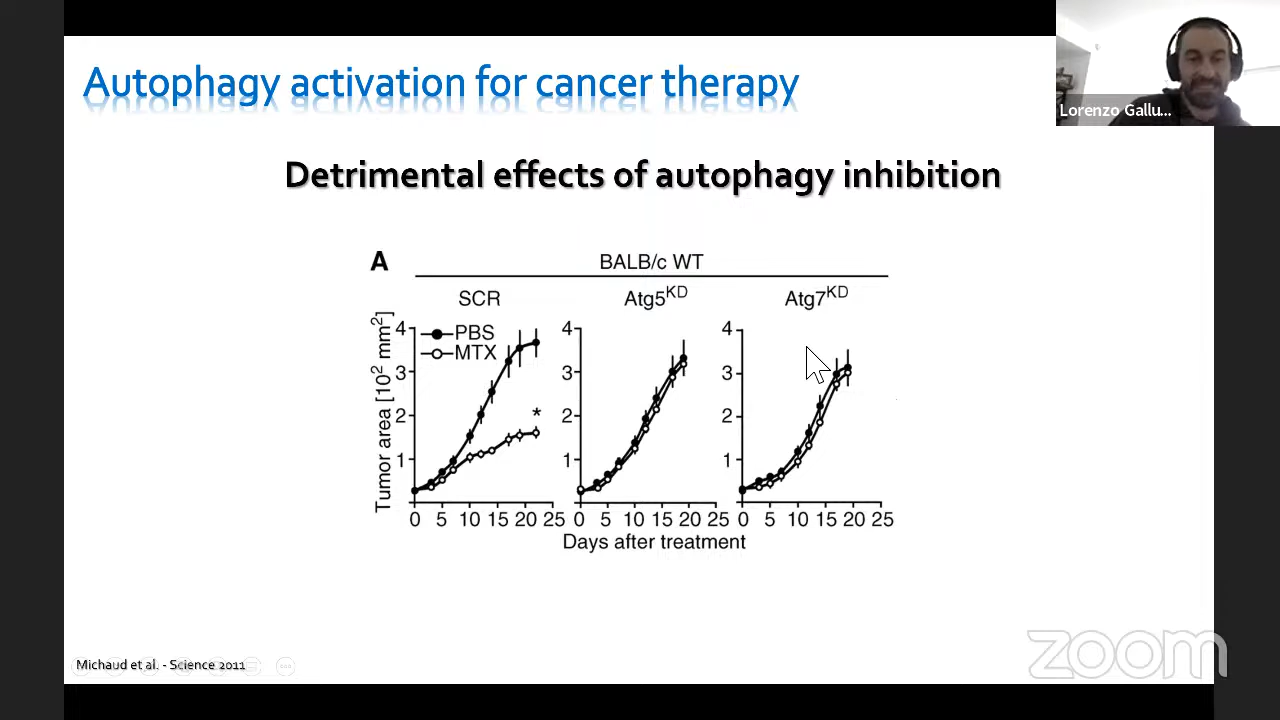 Autophagy activation for cancer therapy
Lorenzo Gallu...
Detrimental effects of autophagy inhibition
A
BALB/c WT
SCR
Atg5KD
Atg7KD
Tumor area [10² mm²]
4
3
2
1
PBS
MTX
*
0 5 10 15 20 25
4
3
2
1
0 5 10 15 20 25
4
3
2
1
0 5 10 15 20 25
Days after treatment
Michaud et al. - Science 2011
zoom